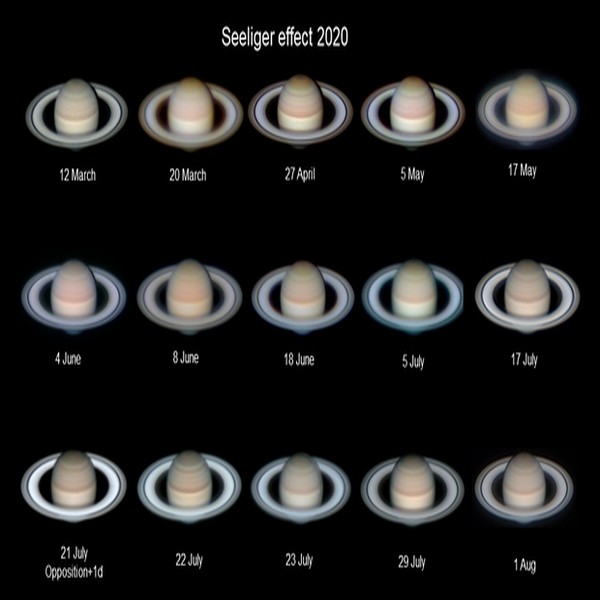 Seeliger effect 2020
12 March
20 March
27 April
5 May
17 May
4 June
8 June
18 June
5 July
17 July
21 July
Opposition+1d
22 July
23 July
29 July
1 Aug